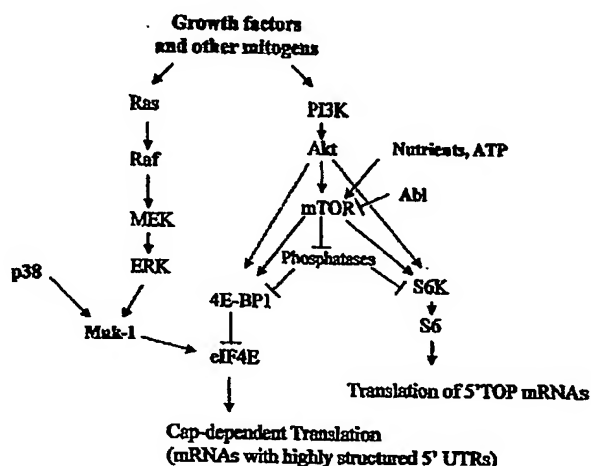 Growth factors
and other mitogens
Ras
PI3K
Raf
Akt
Nutrients, ATP
mTOR
Abl
MEK
Phosphatases
p38
ERK
4E-BP1
S6K
Mnk-1
eIF4E
S6
Translation of 5'TOP mRNAs
Cap-dependent Translation
(mRNAs with highly structured 5' UTRs)